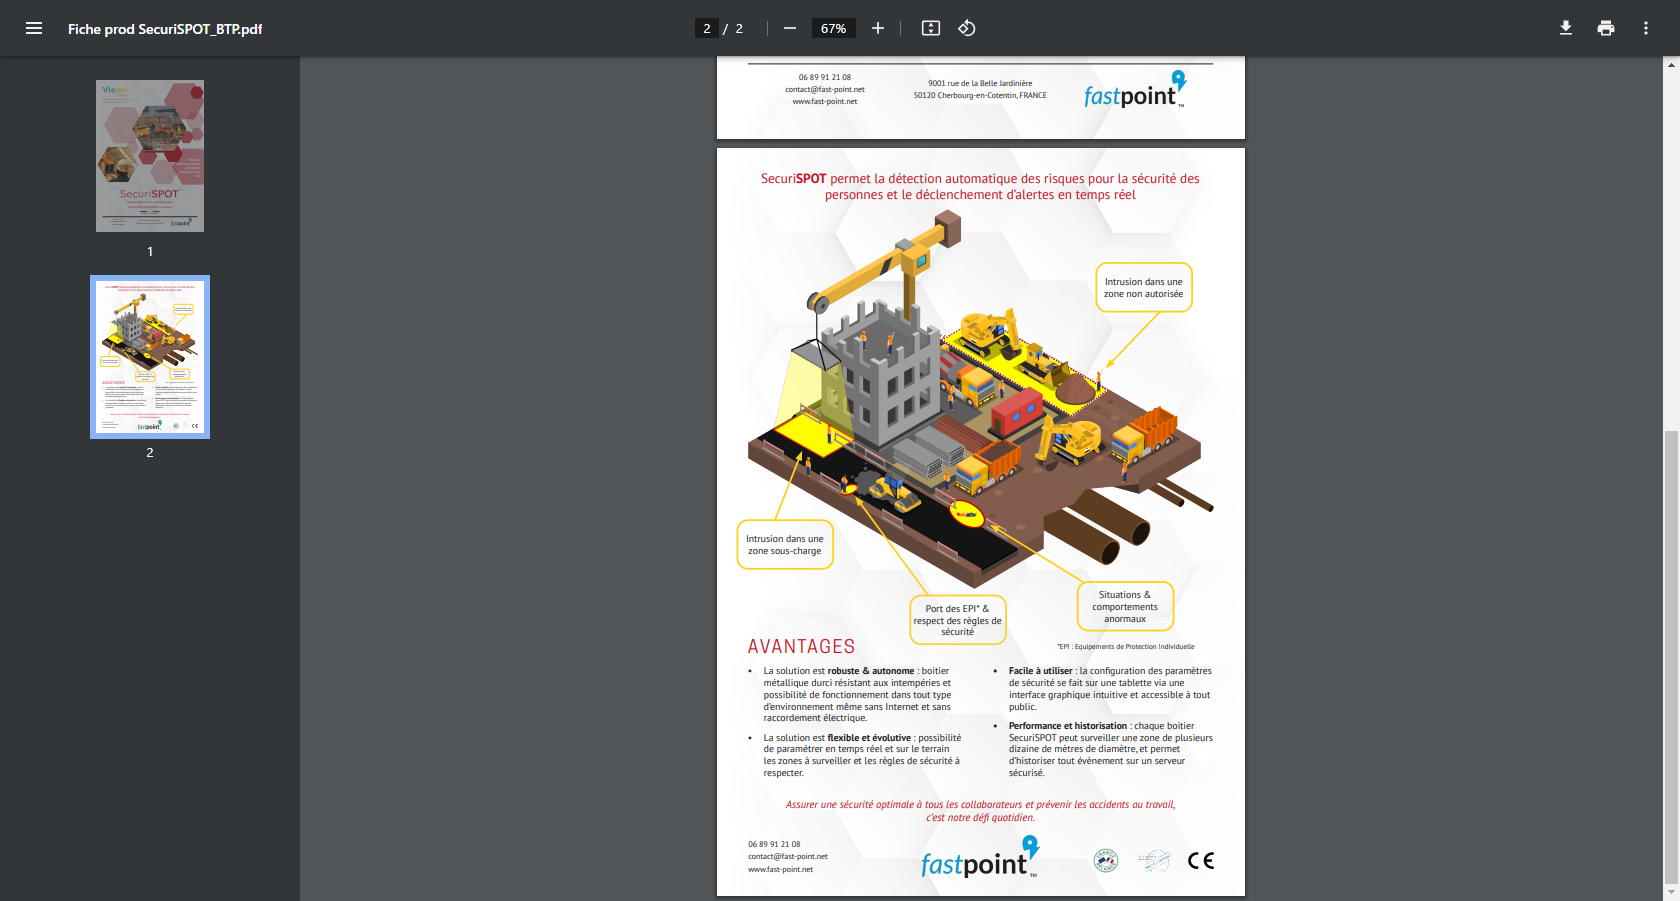 Fiche prod SecuriSPOT_BTP.pdf
2 / 2
67%
Vision
SecuriSPOT
1
2
06 89 91 21 08
contact@fast-point.net
www.fast-point.net
9001 rue de la Belle Jardinière
50120 Cherbourg-en-Cotentin, FRANCE
fastpoint™
SecuriSPOT permet la détection automatique des risques pour la sécurité des
personnes et le déclenchement d'alertes en temps réel
Intrusion dans une
zone non autorisée
Intrusion dans une
zone sous-charge
Port des EPI* &
respect des règles de
sécurité
Situations &
comportements
anormaux
*EPI : Equipements de Protection Individuelle
AVANTAGES
• La solution est robuste & autonome : boitier
métallique durci résistant aux intempéries et
possibilité de fonctionnement dans tout type
d'environnement même sans Internet et sans
raccordement électrique.
• La solution est flexible et évolutive : possibilité
de paramétrer en temps réel et sur le terrain
les zones à surveiller et les règles de sécurité à
respecter.
• Facile à utiliser : la configuration des paramètres
de sécurité se fait sur une tablette via une
interface graphique intuitive et accessible à tout
public.
• Performance et historisation : chaque boitier
SecuriSPOT peut surveiller une zone de plusieurs
dizaine de mètres de diamètre, et permet
d'historiser tout évènement sur un serveur
sécurisé.
Assurer une sécurité optimale à tous les collaborateurs et prévenir les accidents au travail,
c'est notre défi quotidien.
06 89 91 21 08
contact@fast-point.net
www.fast-point.net
fastpoint™
CE